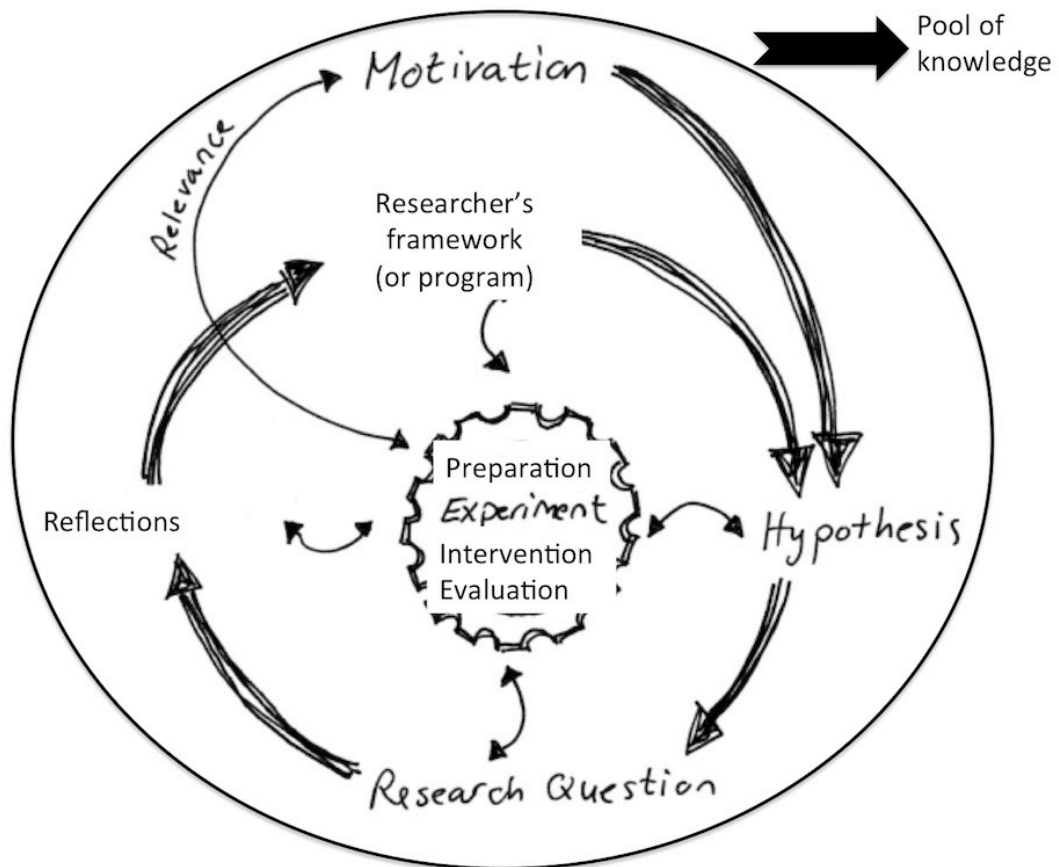 Pool of
knowledge
Motivation
Relevance
Researcher’s
framework
(or program)
Preparation
Experiment
Intervention
Evaluation
Reflections
Hypothesis
Research Question